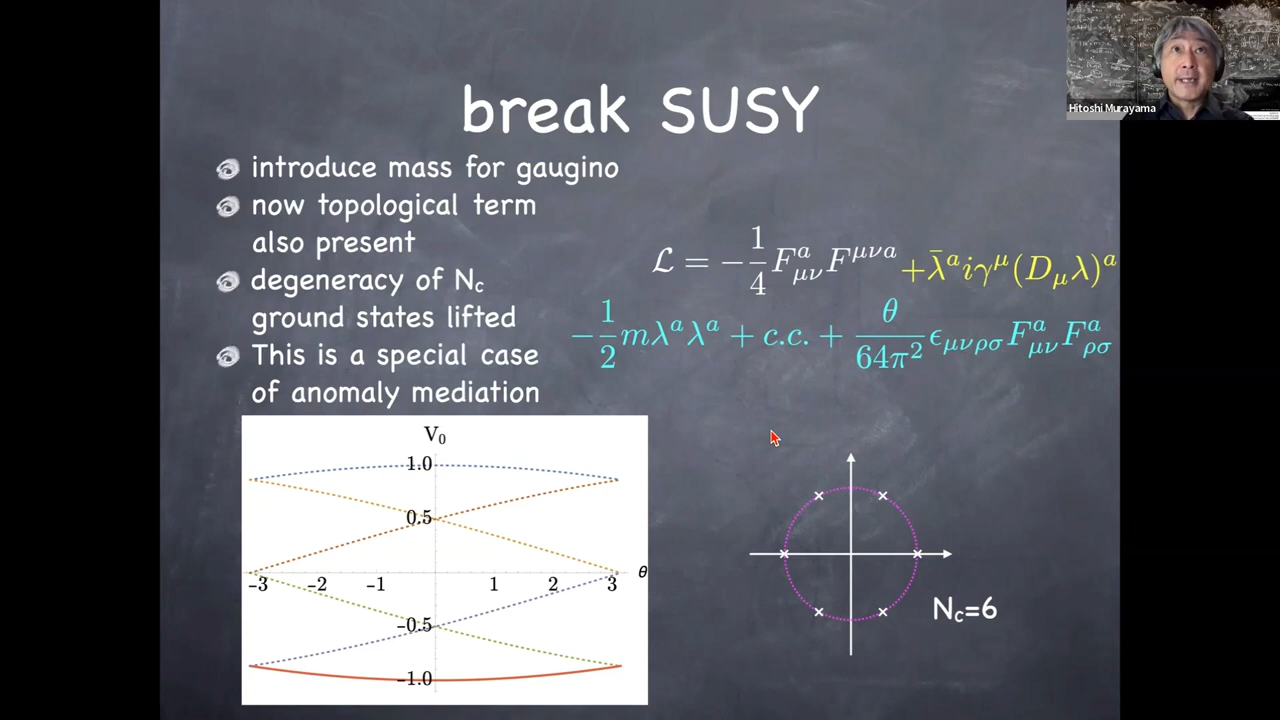 Hitoshi Murayama
break SUSY
introduce mass for gaugino
now topological term
also present
degeneracy of N_c
ground states lifted
This is a special case
of anomaly mediation
ℒ = −1/4 F^a_{μν} F^{μνa} + λ̄^a iγ^μ (D_μ λ)^a
−1/2 mλ^a λ^a + c.c. + θ/64π² ϵ_{μνρσ} F^a_{μν} F^a_{ρσ}
V₀
1.0
0.5
θ
-3 -2 -1 1 2 3
-0.5
-1.0
N_c=6